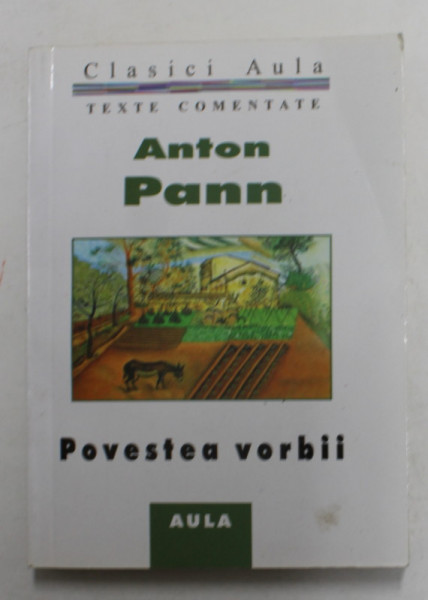 Clasici Aula
TEXTE COMENTATE
Anton
Pann
Povestea vorbii
AULA